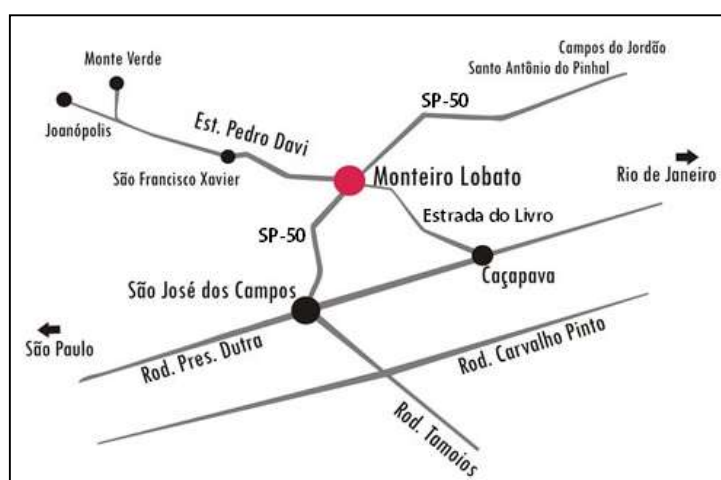 Campos do Jordão
Monte Verde
Santo Antônio do Pinhal
SP-50
Joanópolis
Est. Pedro Davi
São Francisco Xavier
Monteiro Lobato
Rio de Janeiro
Estrada do Livro
SP-50
Caçapava
São José dos Campos
São Paulo
Rod. Pres. Dutra
Rod. Carvalho Pinto
Rod. Tamoios